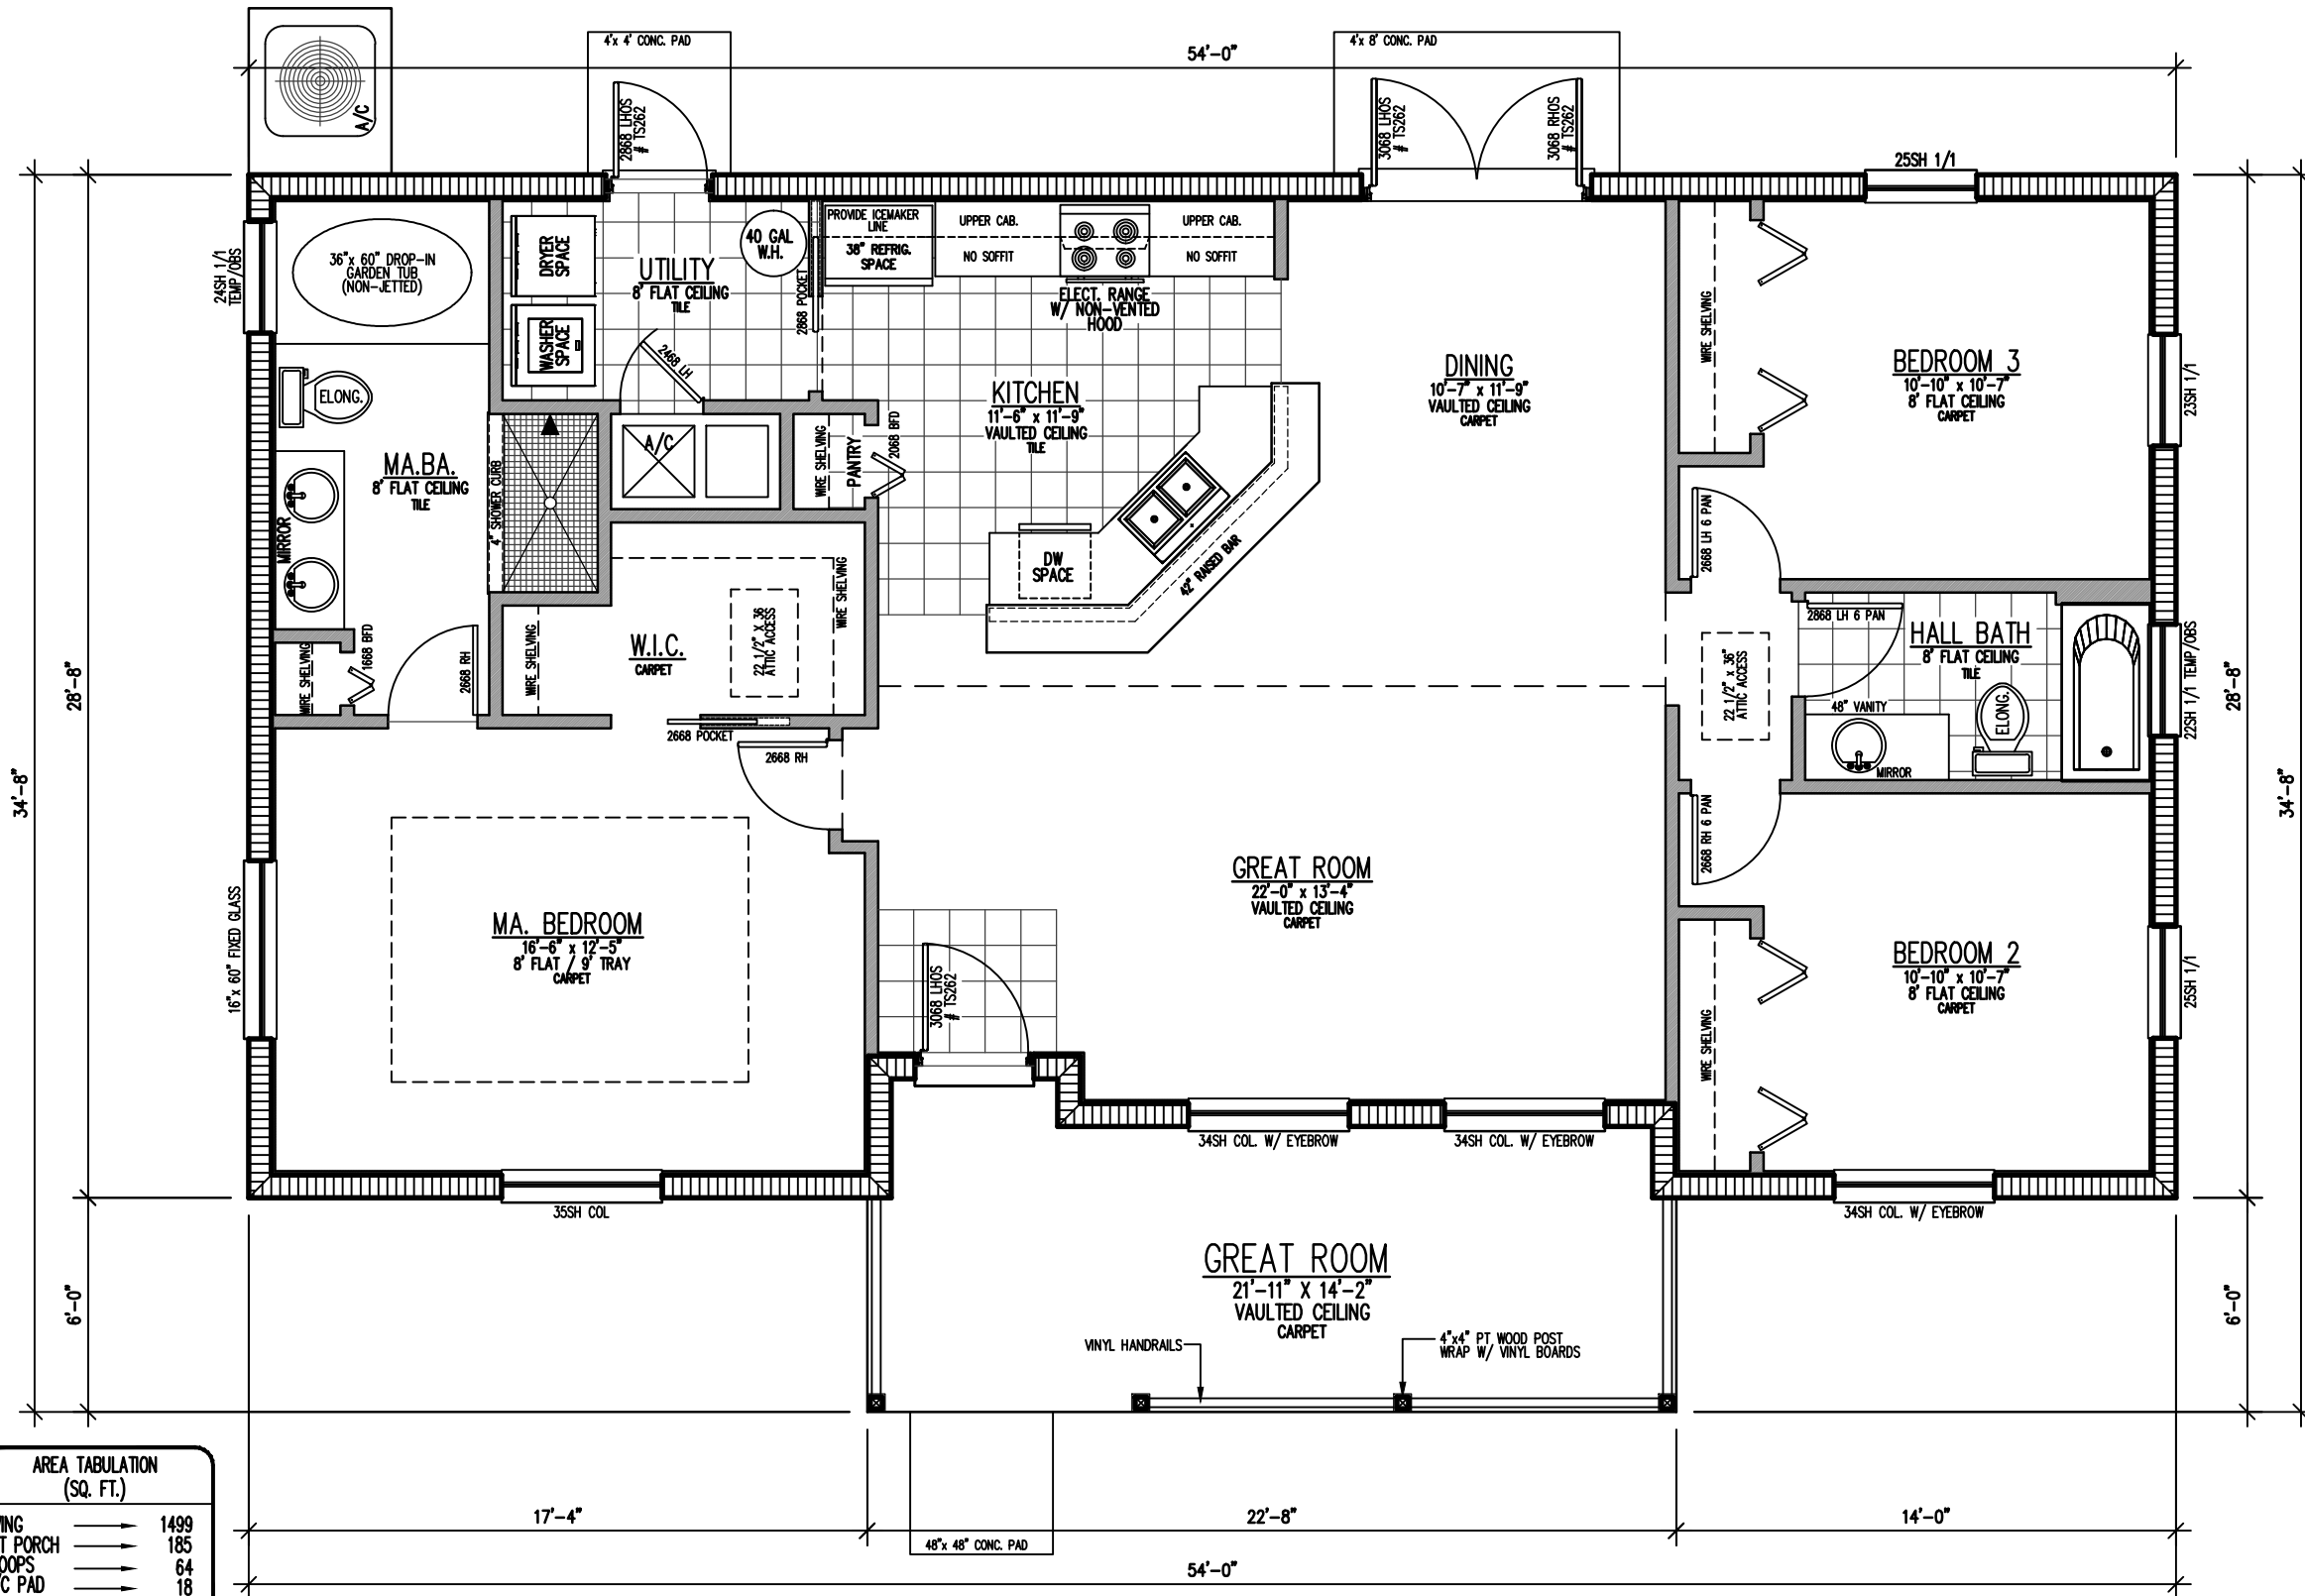 4'x 4' CONC. PAD
4'x 8' CONC. PAD
54'-0"
A/C
2868 LHOS
# TS262
3068 LHOS
# TS262
3068 RHOS
# TS262
25SH 1/1
24SH 1/1
TEMP/OBS
36"x 60" DROP-IN
GARDEN TUB
(NON-JETTED)
DRYER
SPACE
WASHER
SPACE
UTILITY
8' FLAT CEILING
TILE
40 GAL
W.H.
2868 POCKET
2468 LH
PROVIDE ICEMAKER
LINE
38" REFRIG.
SPACE
UPPER CAB.
NO SOFFIT
UPPER CAB.
NO SOFFIT
ELECT. RANGE
W/ NON-VENTED
HOOD
KITCHEN
11'-6" x 11'-9"
VAULTED CEILING
TILE
DINING
10'-7" x 11'-9"
VAULTED CEILING
CARPET
WIRE SHELVING
BEDROOM 3
10'-10" x 10'-7"
8' FLAT CEILING
CARPET
23SH 1/1
ELONG.
MA.BA.
8' FLAT CEILING
TILE
MIRROR
4" SHOWER CURB
A/C
WIRE SHELVING
PANTRY
2068 BFD
DW
SPACE
42" RAISED BAR
2668 LH 6 PAN
2868 LH 6 PAN
HALL BATH
8' FLAT CEILING
TILE
48" VANITY
MIRROR
ELONG.
22SH 1/1 TEMP/OBS
22 1/2" x 36"
ATTIC ACCESS
WIRE SHELVING
1668 BFD
2668 RH
WIRE SHELVING
W.I.C.
CARPET
22 1/2" X 36
ATTIC ACCESS
WIRE SHELVING
2668 POCKET
2668 RH
2668 RH 6 PAN
28'-8"
34'-8"
28'-8"
34'-8"
16"x 60" FIXED GLASS
MA. BEDROOM
16'-6" x 12'-5"
8' FLAT / 9' TRAY
CARPET
GREAT ROOM
22'-0" x 13'-4"
VAULTED CEILING
CARPET
3068 LHOS
# TS262
BEDROOM 2
10'-10" x 10'-7"
8' FLAT CEILING
CARPET
WIRE SHELVING
25SH 1/1
34SH COL. W/ EYEBROW
34SH COL. W/ EYEBROW
35SH COL
34SH COL. W/ EYEBROW
GREAT ROOM
21'-11" X 14'-2"
VAULTED CEILING
CARPET
VINYL HANDRAILS
4"x4" PT WOOD POST
WRAP W/ VINYL BOARDS
6'-0"
6'-0"
AREA TABULATION
(SQ. FT.)
1499
PORCH 185
64
PAD 18
17'-4"
22'-8"
14'-0"
48"x 48" CONC. PAD
54'-0"